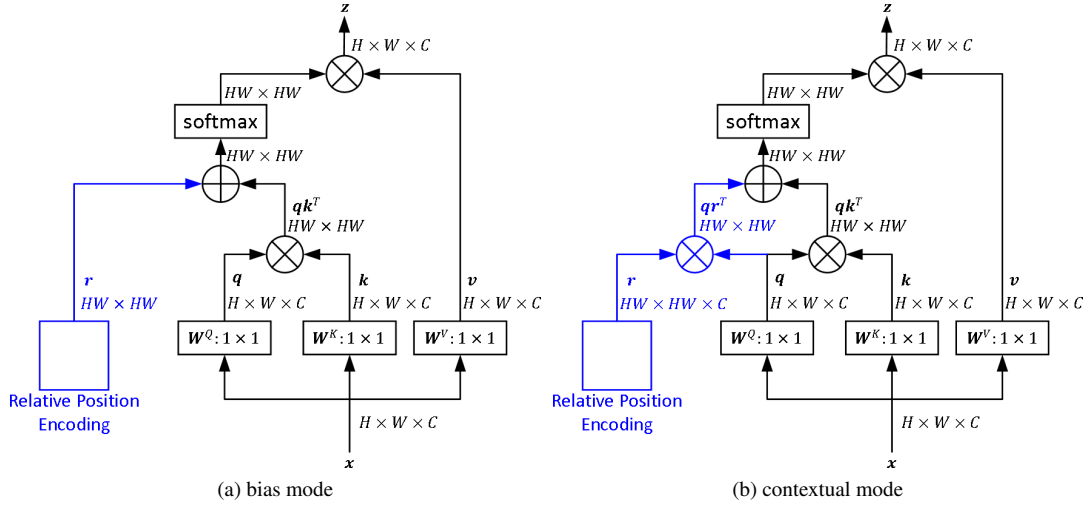 z
H × W × C
HW × HW
softmax
HW × HW
qk^T
HW × HW
r
HW × HW
q
H × W × C
k
H × W × C
v
H × W × C
W^Q: 1 × 1
W^K: 1 × 1
W^V: 1 × 1
Relative Position
Encoding
H × W × C
x
(a) bias mode
z
H × W × C
HW × HW
softmax
HW × HW
qr^T
HW × HW
qk^T
HW × HW
r
HW × HW × C
q
H × W × C
k
H × W × C
v
H × W × C
W^Q: 1 × 1
W^K: 1 × 1
W^V: 1 × 1
Relative Position
Encoding
H × W × C
x
(b) contextual mode